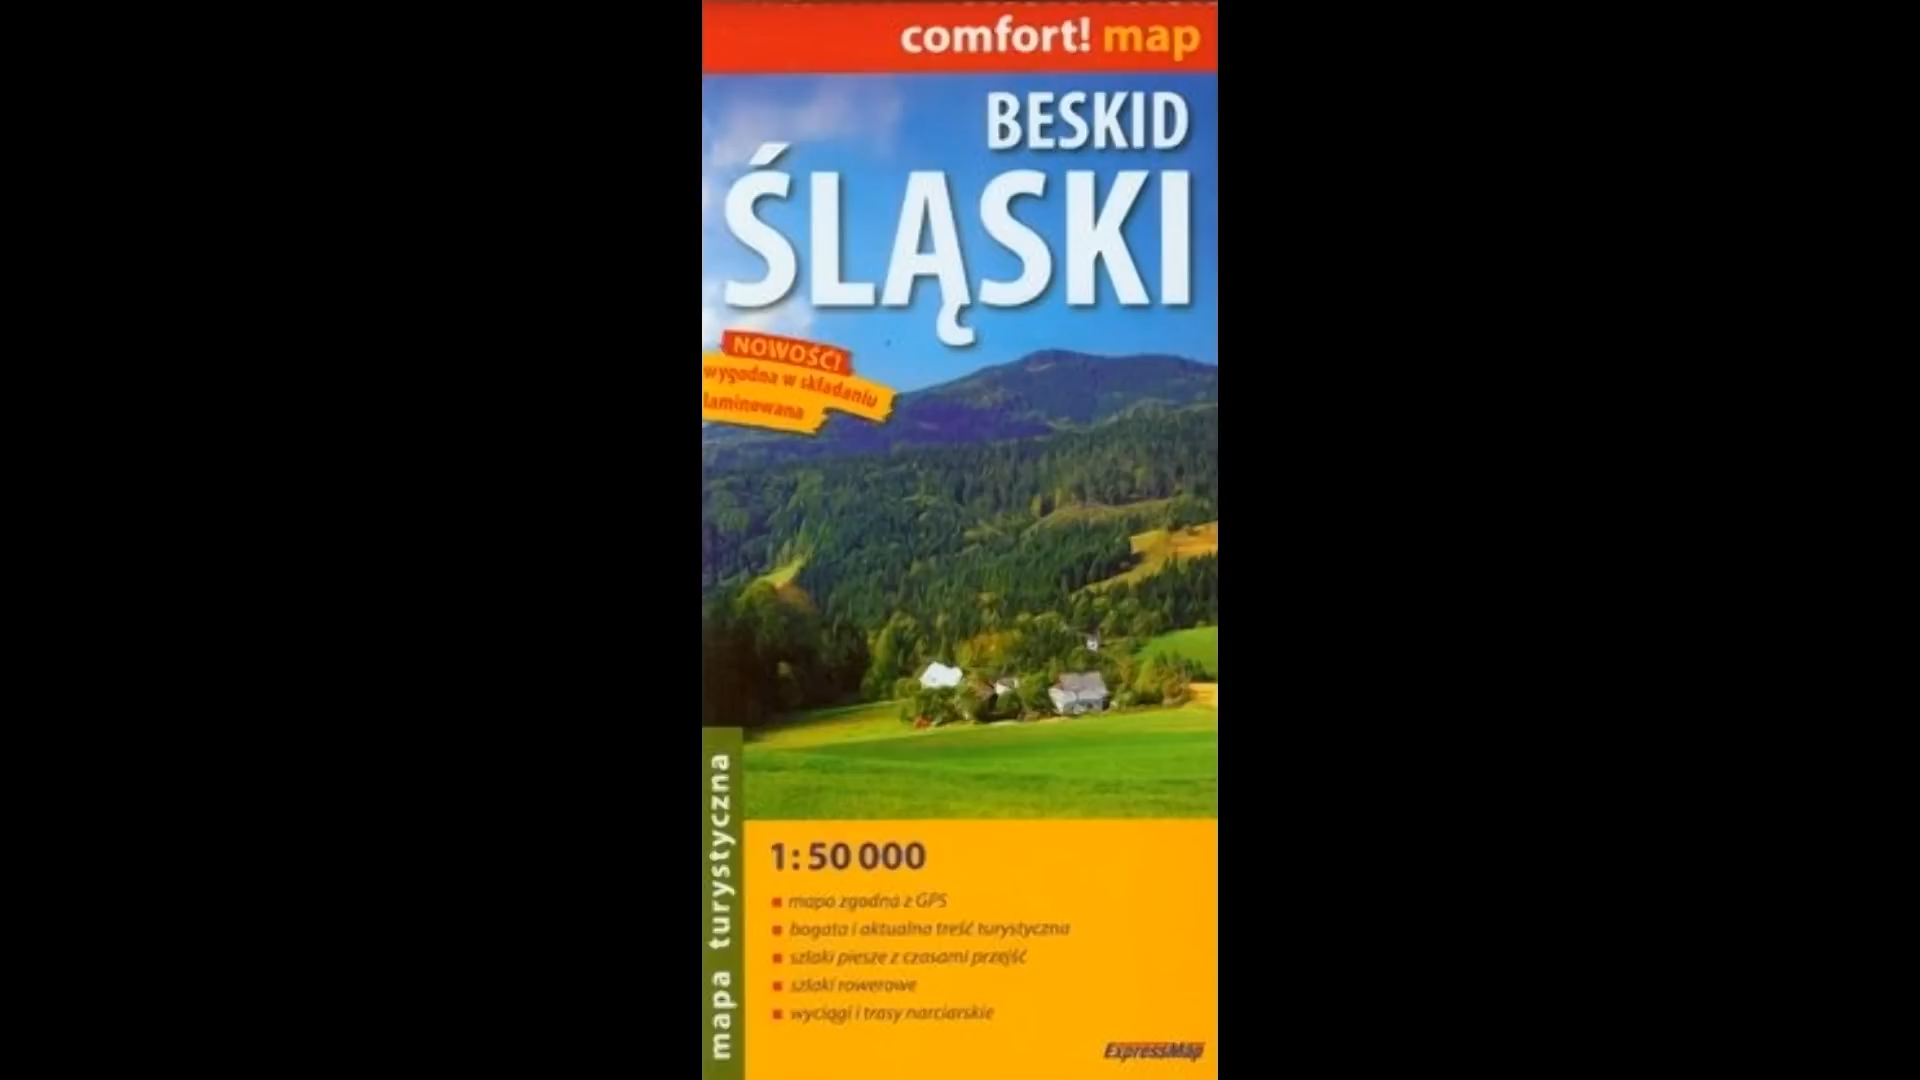 comfort! map
BESKID
ŚLĄSKI
NOWOŚĆ!
wygodna w składaniu
laminowana
mapa turystyczna
1:50 000
mapa zgodna z GPS
bogata i aktualna treść turystyczna
szlaki piesze z czasami przejść
szlaki rowerowe
wyciągi i trasy narciarskie
ExpressMap